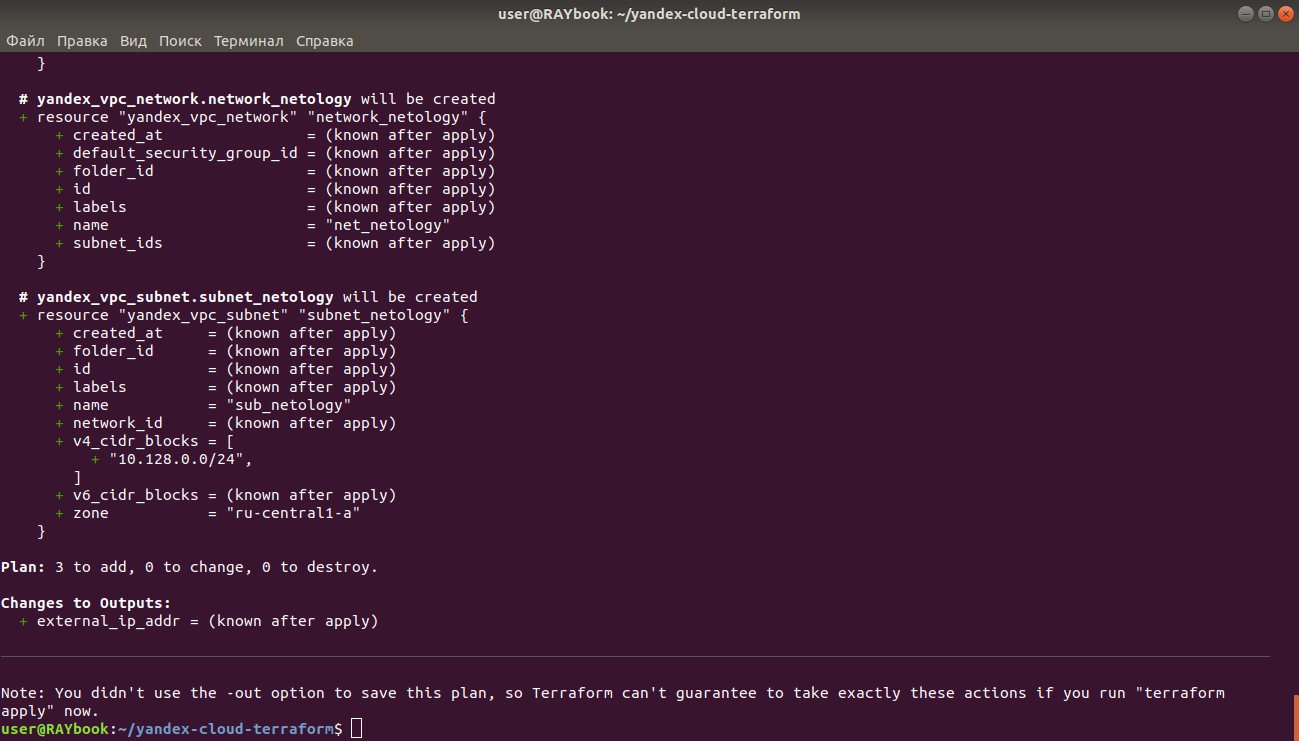 user@RAYbook: ~/yandex-cloud-terraform
Файл Правка Вид Поиск Терминал Справка
    }

  # yandex_vpc_network.network_netology will be created
  + resource "yandex_vpc_network" "network_netology" {
      + created_at                = (known after apply)
      + default_security_group_id = (known after apply)
      + folder_id                 = (known after apply)
      + id                        = (known after apply)
      + labels                    = (known after apply)
      + name                      = "net_netology"
      + subnet_ids                = (known after apply)
    }

  # yandex_vpc_subnet.subnet_netology will be created
  + resource "yandex_vpc_subnet" "subnet_netology" {
      + created_at     = (known after apply)
      + folder_id      = (known after apply)
      + id             = (known after apply)
      + labels         = (known after apply)
      + name           = "sub_netology"
      + network_id     = (known after apply)
      + v4_cidr_blocks = [
          + "10.128.0.0/24",
        ]
      + v6_cidr_blocks = (known after apply)
      + zone           = "ru-central1-a"
    }

Plan: 3 to add, 0 to change, 0 to destroy.

Changes to Outputs:
  + external_ip_addr = (known after apply)

Note: You didn't use the -out option to save this plan, so Terraform can't guarantee to take exactly these actions if you run "terraform
apply" now.
user@RAYbook:~/yandex-cloud-terraform$